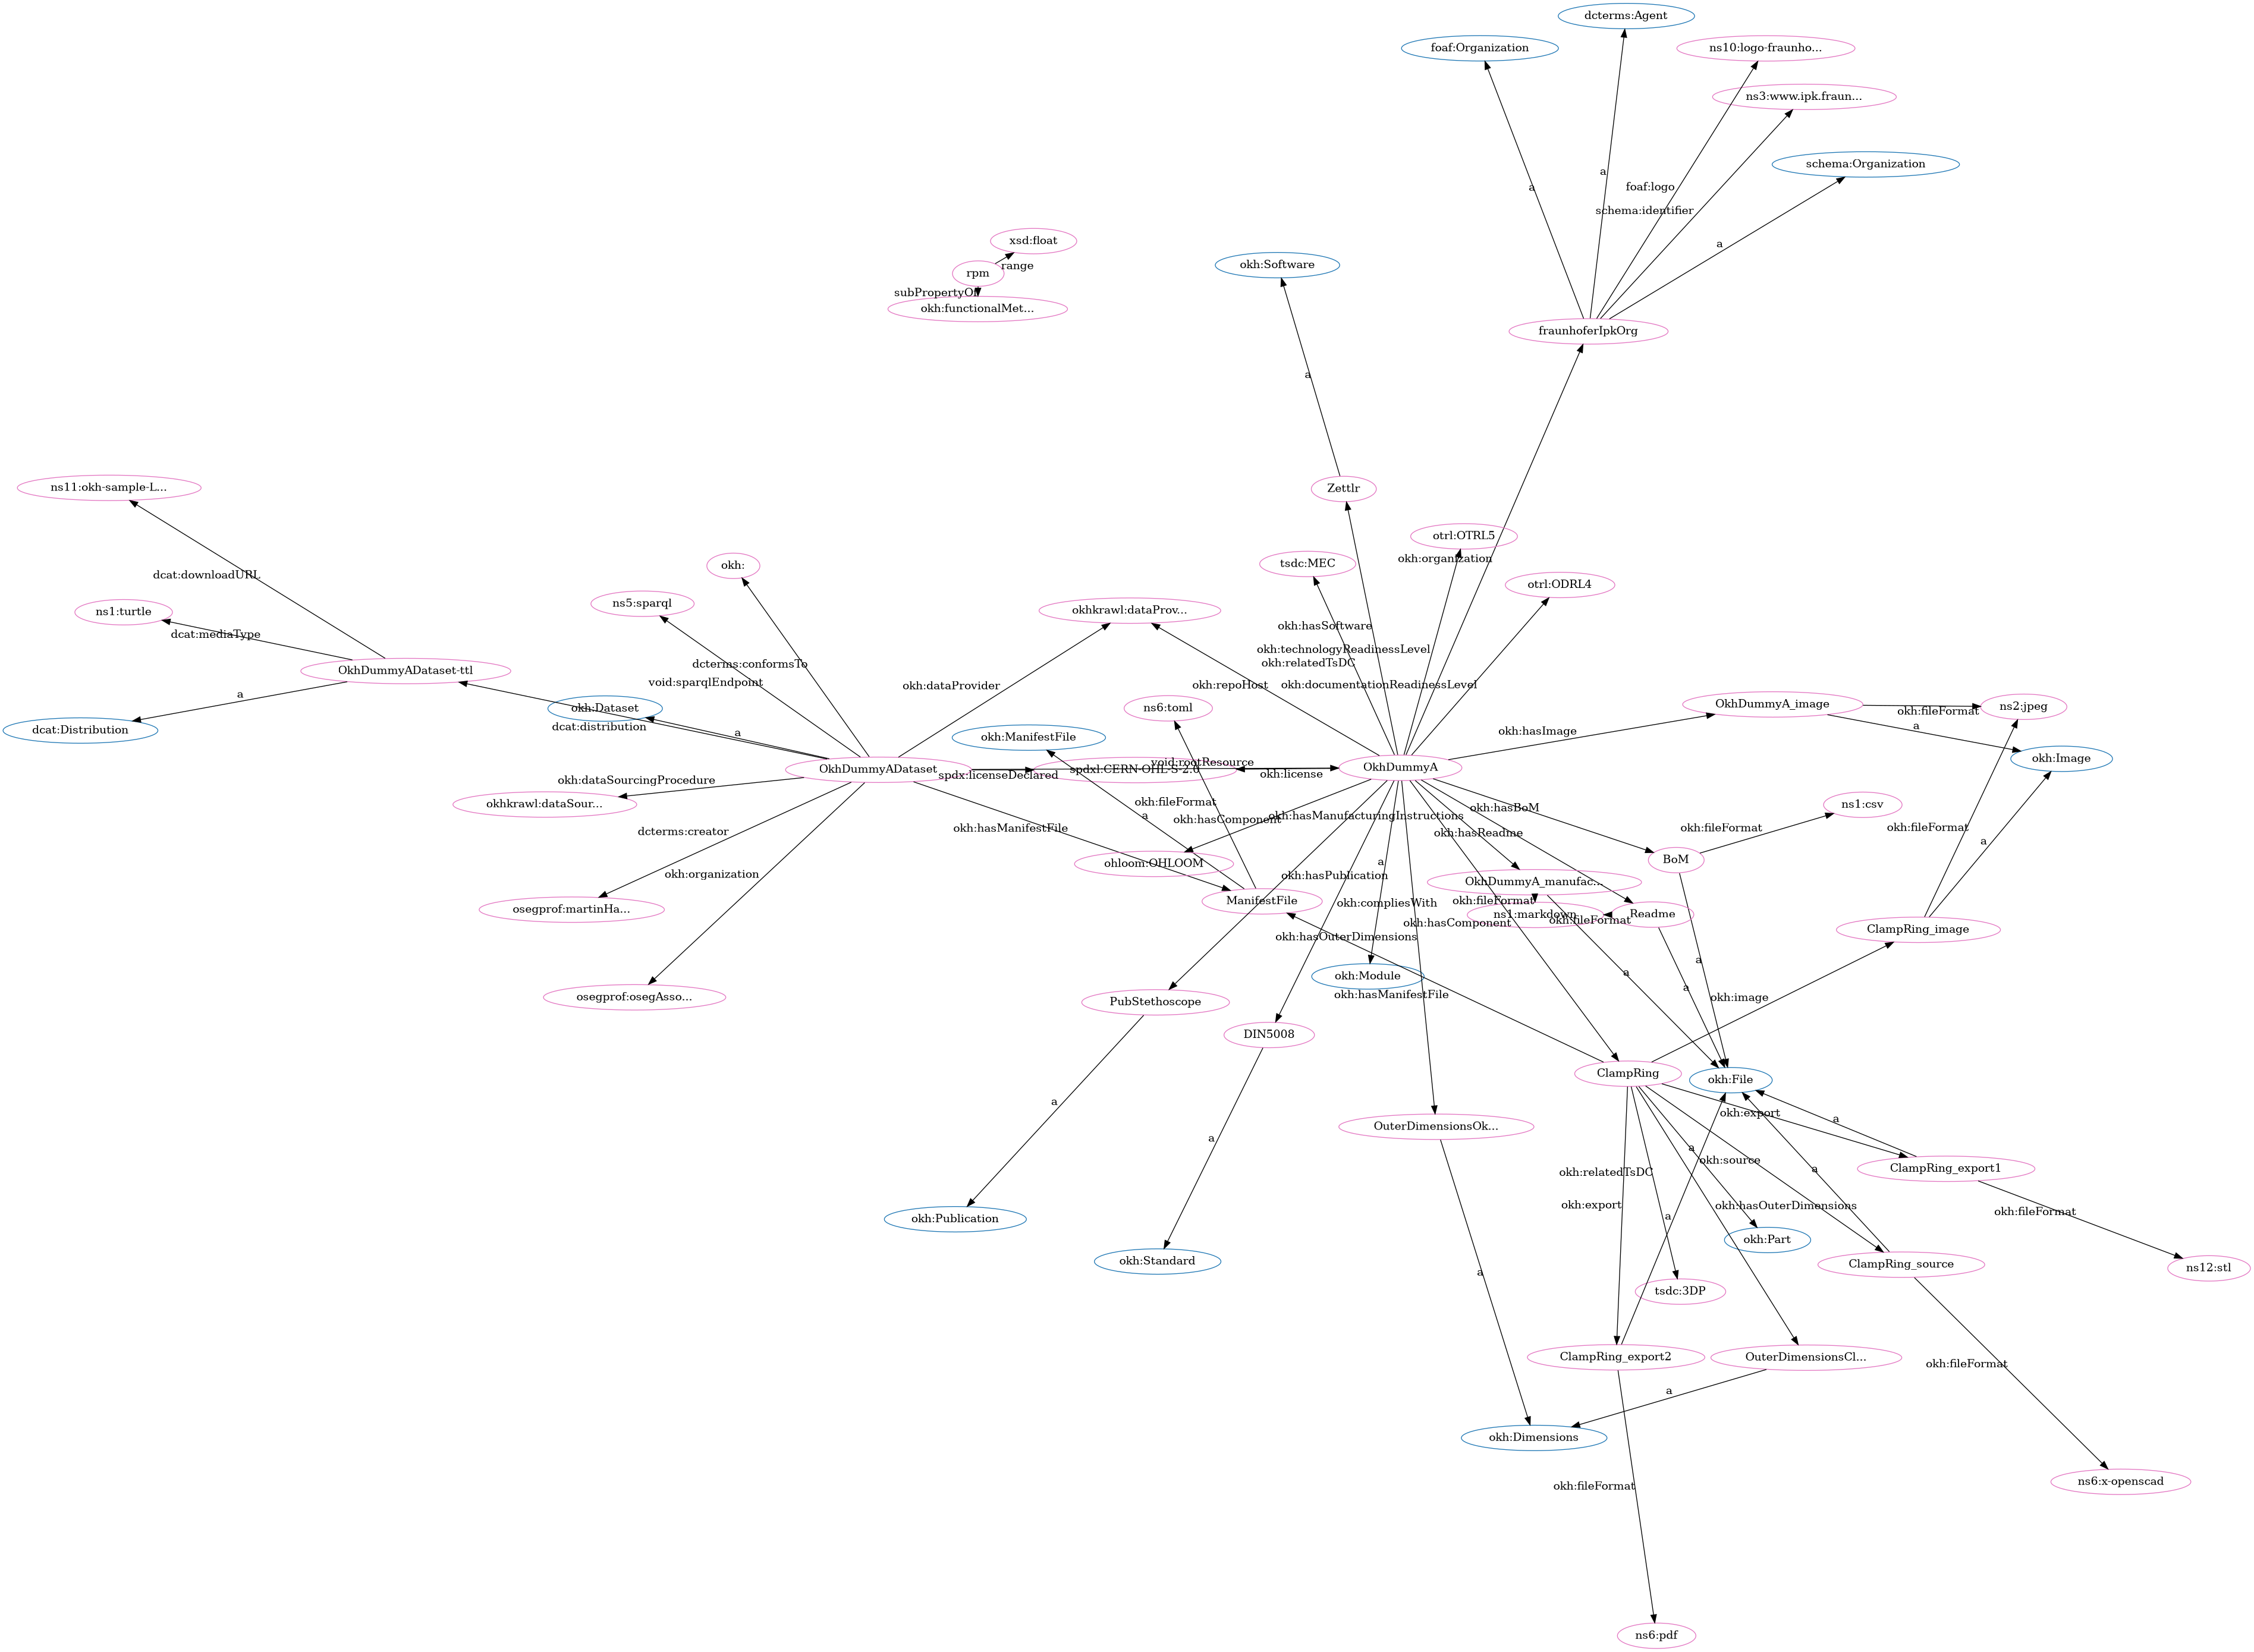 dcterms:Agent
foaf:Organization
ns10:logo-fraunho...
ns3:www.ipk.fraun...
schema:Organization
a
a
foaf:logo
schema:identifier
a
xsd:float
rpm
range
subPropertyOf
okh:functionalMet...
okh:Software
fraunhoferIpkOrg
a
Zettlr
ns11:okh-sample-L...
otrl:OTRL5
okh:organization
tsdc:MEC
okh:
dcat:downloadURL
otrl:ODRL4
ns5:sparql
ns1:turtle
okhkrawl:dataProv...
okh:hasSoftware
dcat:mediaType
okh:technologyReadinessLevel
okh:relatedTsDC
dcterms:conformsTo
OkhDummyADataset-ttl
void:sparqlEndpoint
okh:dataProvider
okh:repoHost
okh:documentationReadinessLevel
a
OkhDummyA_image
ns2:jpeg
okh:fileFormat
okh:Dataset
ns6:toml
dcat:Distribution
dcat:distribution
a
okh:ManifestFile
okh:hasImage
a
okh:Image
void:rootResource
OkhDummyADataset
spdx:licenseDeclared
spdxl:CERN-OHL-S-2.0
okh:license
OkhDummyA
okh:dataSourcingProcedure
okhkrawl:dataSour...
okh:fileFormat
a
okh:hasComponent
okh:hasManufacturingInstructions
okh:hasBoM
ns1:csv
okh:fileFormat
okh:fileFormat
dcterms:creator
okh:hasManifestFile
okh:hasReadme
a
ohloom:OHLOOM
a
BoM
okh:organization
okh:hasPublication
OkhDummyA_manufac...
ManifestFile
okh:compliesWith
okh:fileFormat
osegprof:martinHa...
ns1:markdown
Readme
okh:fileFormat
okh:hasComponent
ClampRing_image
okh:hasOuterDimensions
a
a
okh:Module
a
okh:hasManifestFile
okh:image
osegprof:osegAsso...
PubStethoscope
DIN5008
ClampRing
okh:File
a
okh:export
a
OuterDimensionsOk...
a
a
okh:source
a
ClampRing_export1
okh:relatedTsDC
okh:export
okh:hasOuterDimensions
okh:fileFormat
a
okh:Publication
okh:Part
okh:Standard
ClampRing_source
ns12:stl
a
tsdc:3DP
ClampRing_export2
OuterDimensionsCl...
okh:fileFormat
a
okh:Dimensions
ns6:x-openscad
okh:fileFormat
ns6:pdf